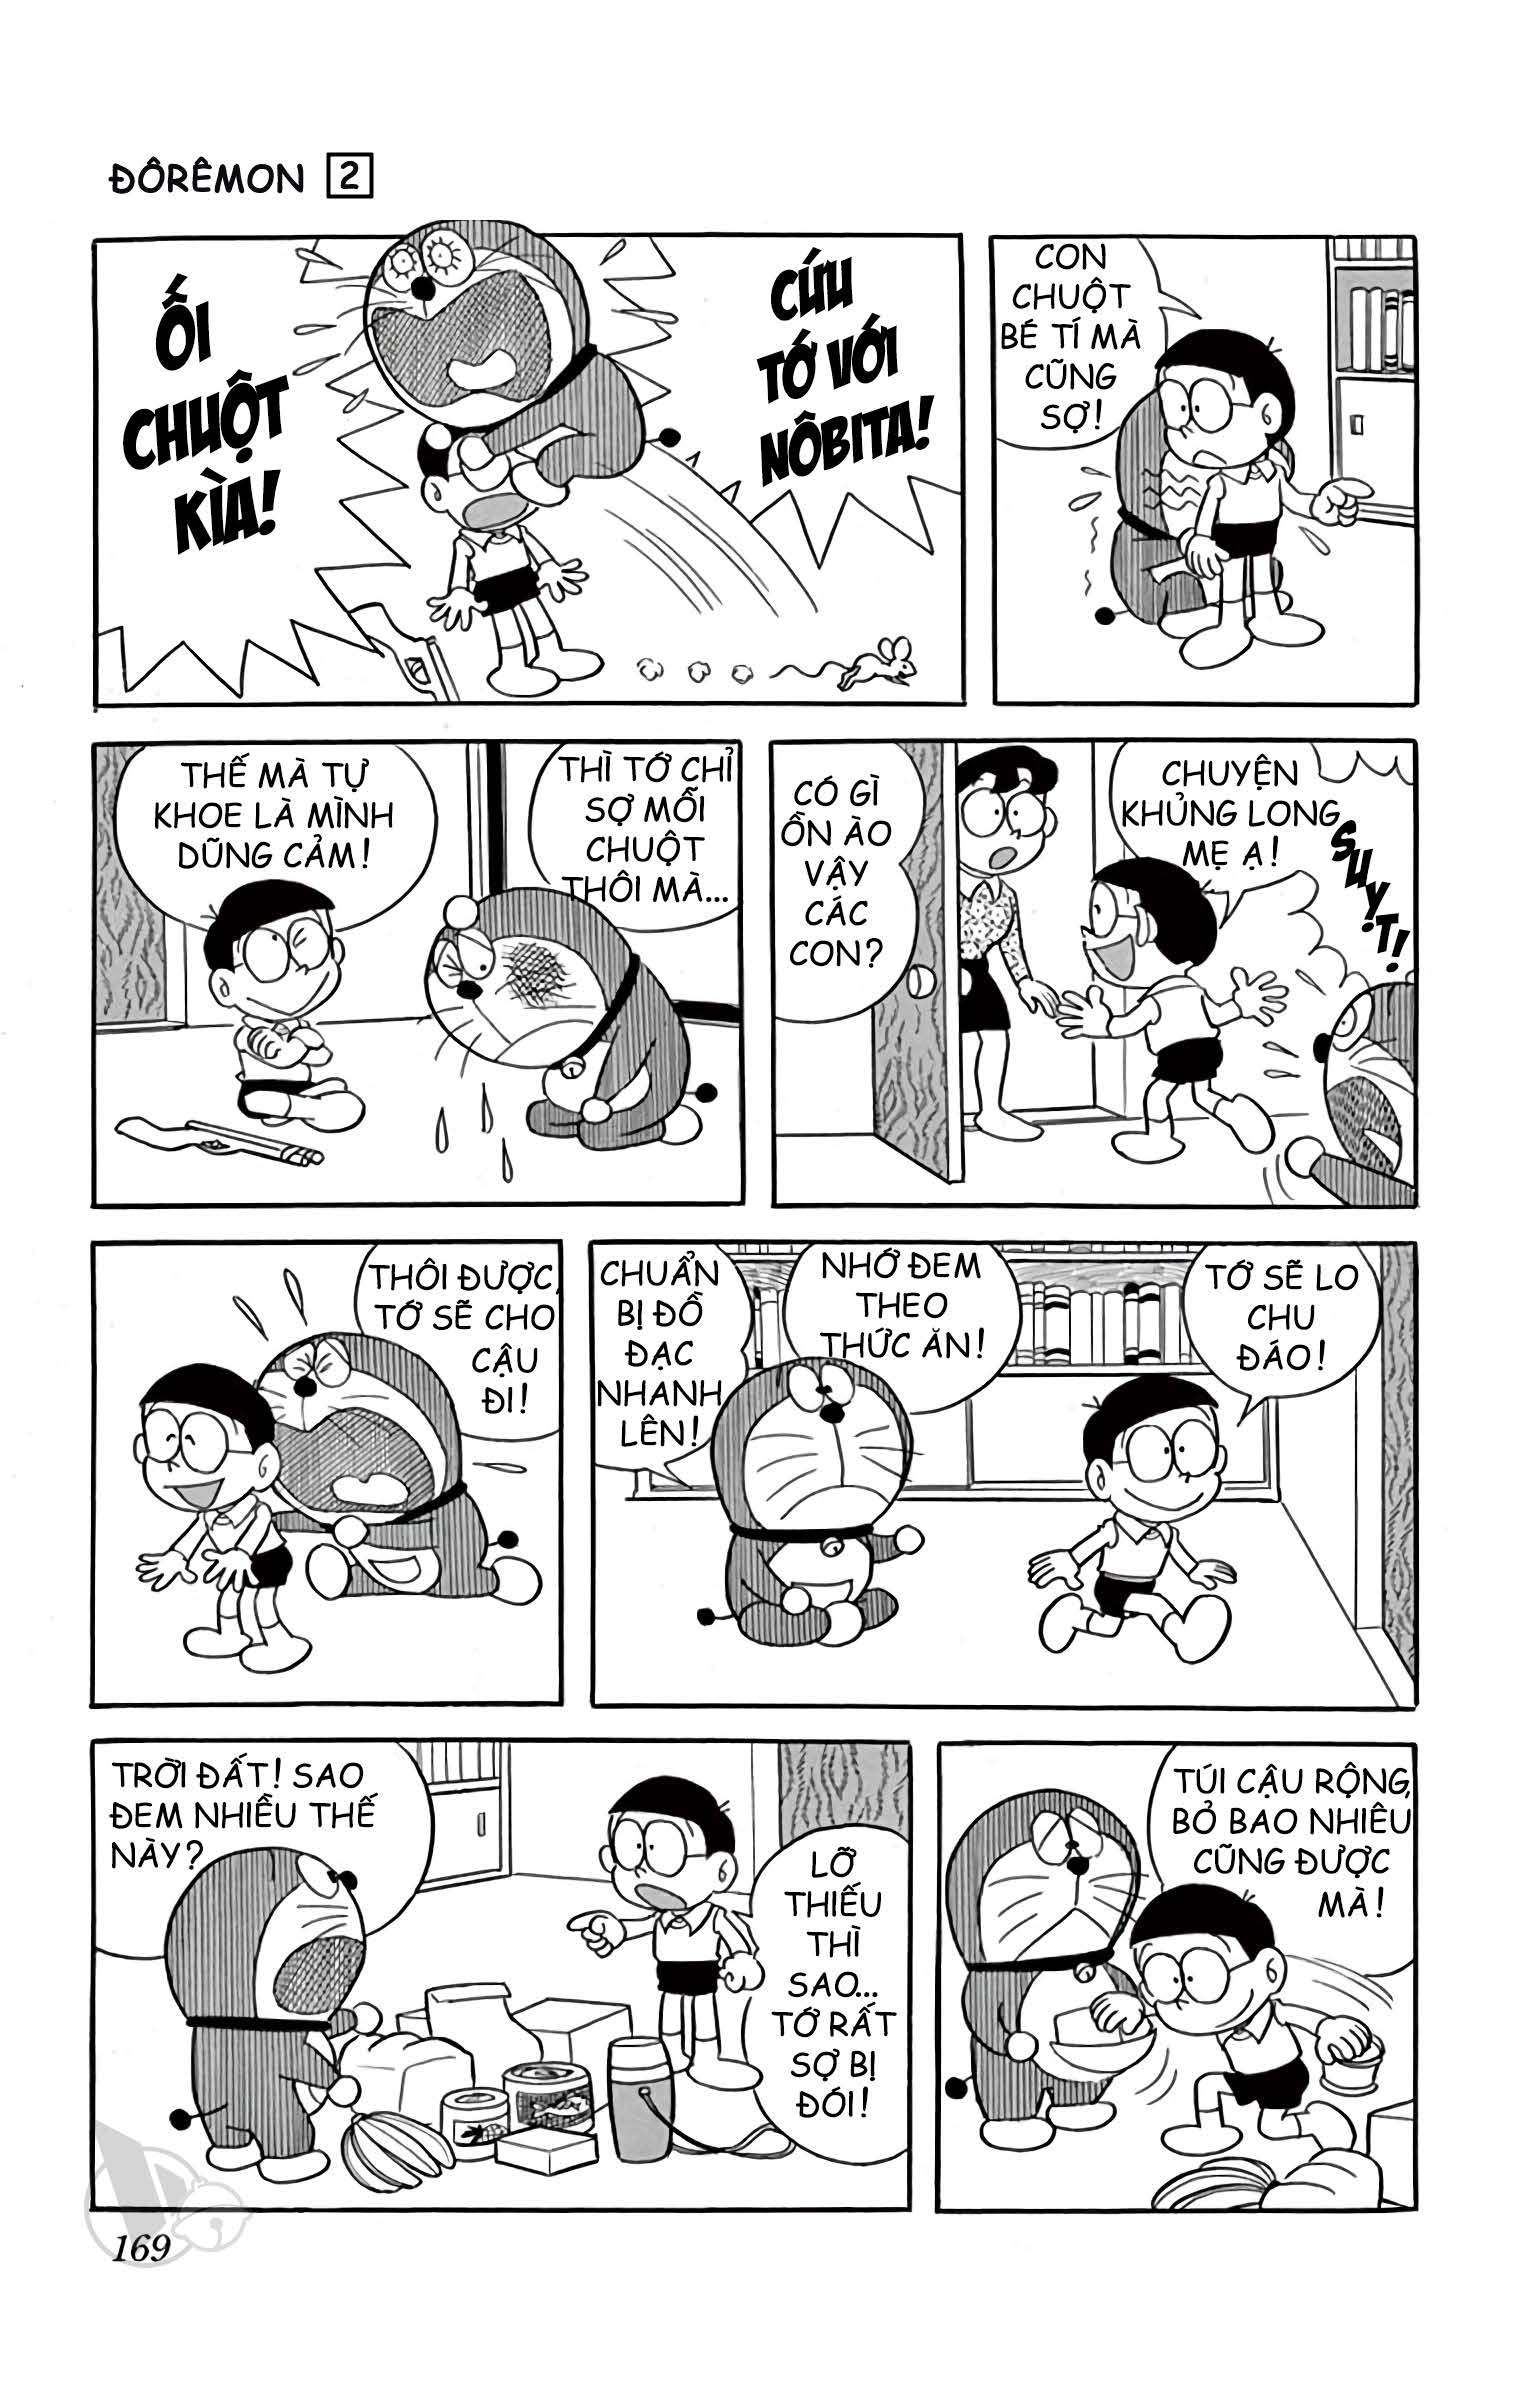 ĐÔRÊMON 2
ỐI
CHUỘT
KÌA!
CỨU
TỚ VỚI
NÔBITA!
CON
CHUỘT
BÉ TÍ MÀ
CŨNG
SỢ!
THẾ MÀ TỰ
KHOE LÀ MÌNH
DŨNG CẢM!
THÌ TỚ CHỈ
SỢ MỖI
CHUỘT
THÔI MÀ...
CÓ GÌ
ỒN ÀO
VẬY
CÁC
CON?
CHUYỆN
KHỦNG LONG
MẸ Ạ!
SUỴT!
THÔI ĐƯỢC,
TỚ SẼ CHO
CẬU
ĐI!
CHUẨN
BỊ ĐỒ
ĐẠC
NHANH
LÊN!
NHỚ ĐEM
THEO
THỨC ĂN!
TỚ SẼ LO
CHU
ĐÁO!
TRỜI ĐẤT! SAO
ĐEM NHIỀU THẾ
NÀY?
LỠ
THIẾU
THÌ
SAO...
TỚ RẤT
SỢ BỊ
ĐÓI!
TÚI CẬU RỘNG,
BỎ BAO NHIÊU
CŨNG ĐƯỢC
MÀ!
169